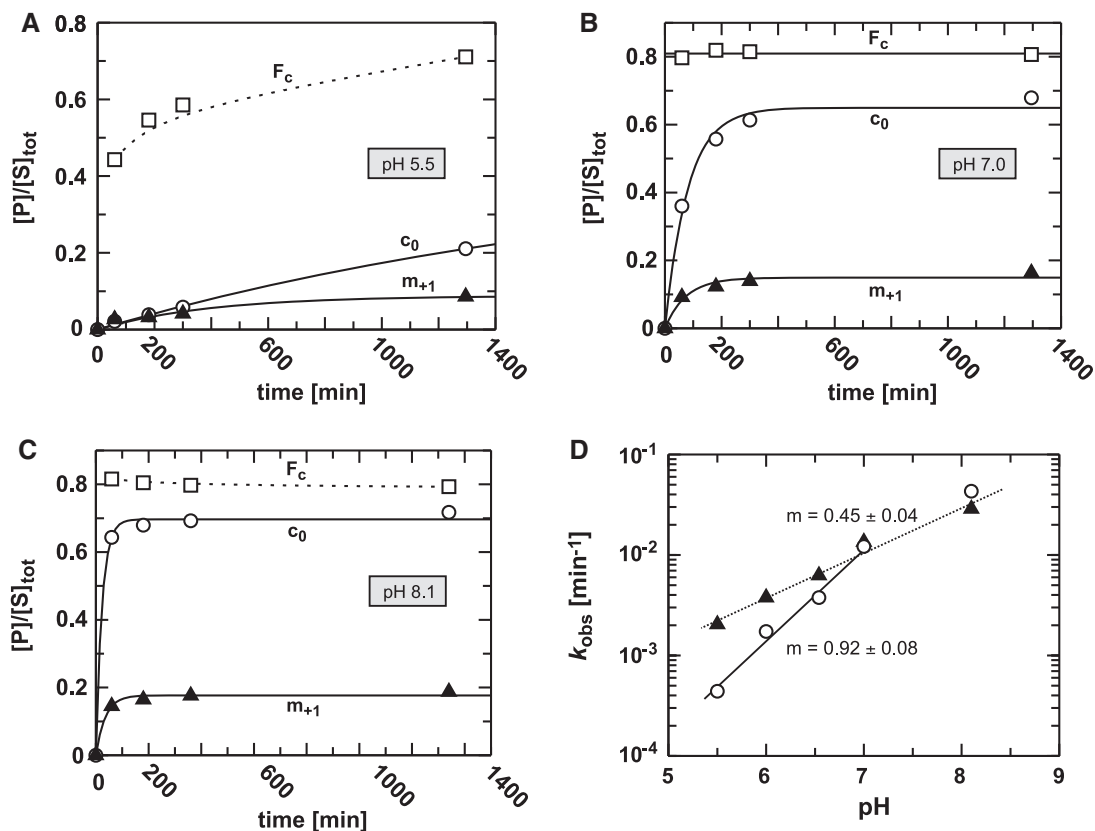 A
[P]/[S]tot
0.8
0.6
0.4
0.2
0
Fc
pH 5.5
c0
m+1
0 200 600 1000 1400
time [min]
B
[P]/[S]tot
0.8
0.6
0.4
0.2
0
Fc
c0
pH 7.0
m+1
0 200 600 1000 1400
time [min]
C
[P]/[S]tot
0.8
0.6
0.4
0.2
0
Fc
c0
pH 8.1
m+1
0 200 600 1000 1400
time [min]
D
kobs [min-1]
10-1
10-2
10-3
10-4
m = 0.45 ± 0.04
m = 0.92 ± 0.08
5 6 7 8 9
pH